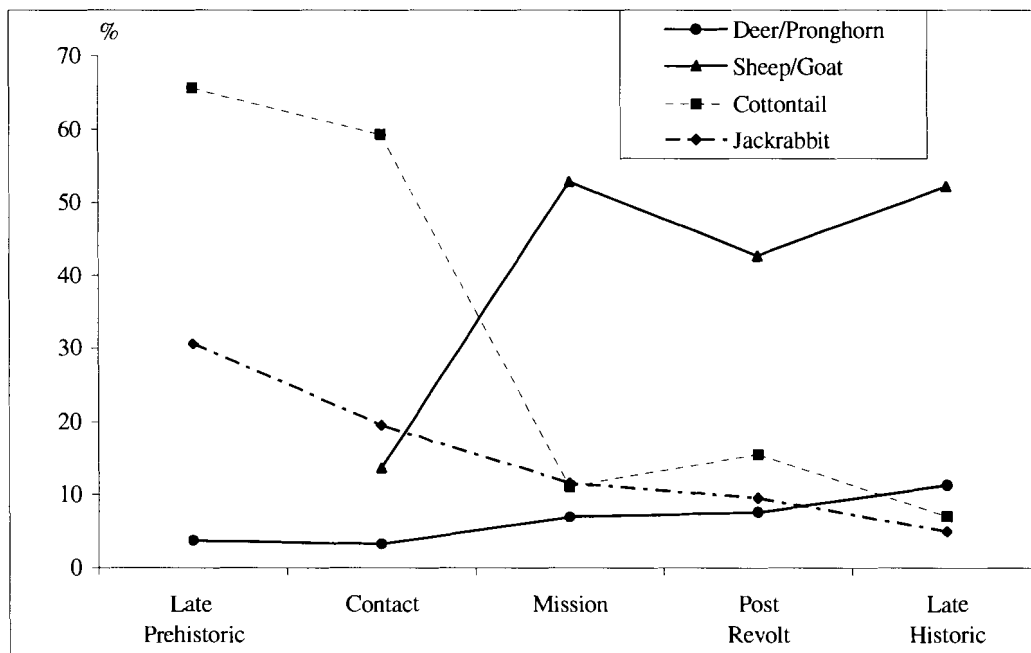 %
Deer/Pronghorn
Sheep/Goat
Cottontail
Jackrabbit
70
60
50
40
30
20
10
0
Late
Prehistoric
Contact
Mission
Post
Revolt
Late
Historic